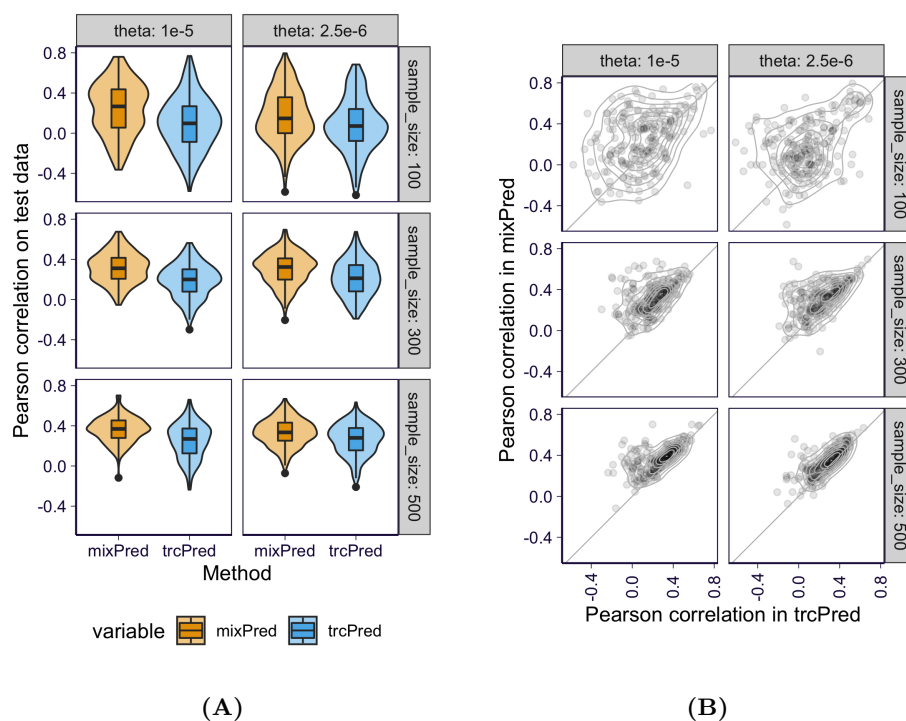 theta: 1e-5
theta: 2.5e-6
Pearson correlation on test data
0.8
0.4
0.0
-0.4
sample_size: 100
0.8
0.4
0.0
-0.4
sample_size: 300
0.8
0.4
0.0
-0.4
sample_size: 500
mixPred
trcPred
mixPred
trcPred
Method
variable
mixPred
trcPred
(A)
theta: 1e-5
theta: 2.5e-6
Pearson correlation in mixPred
0.8
0.4
0.0
-0.4
sample_size: 100
0.8
0.4
0.0
-0.4
sample_size: 300
0.8
0.4
0.0
-0.4
sample_size: 500
-0.4
0.0
0.4
0.8
-0.4
0.0
0.4
0.8
Pearson correlation in trcPred
(B)